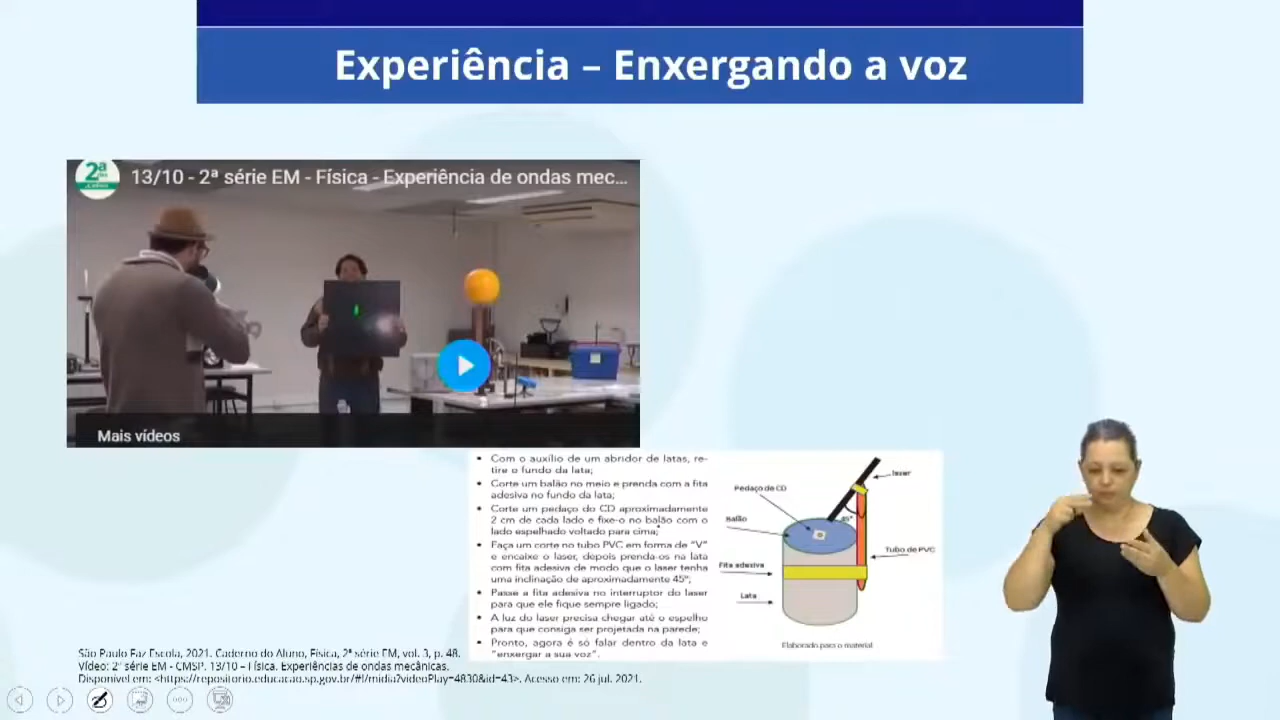 Experiência – Enxergando a voz
2ª
13/10 - 2ª série EM - Física - Experiência de ondas mec...
Mais vídeos
• Com o auxílio de um abridor de latas, re-
tire o fundo da lata;
• Corte um balão no meio e prenda com a fita
adesiva no fundo da lata;
• Corte um pedaço do CD aproximadamente
2 cm de cada lado e fixe-o no balão com o
lado espelhado voltado para cima;
• Faça um corte no tubo PVC em forma de “V”
e encaixe o laser, depois prenda-os na lata
com fita adesiva de modo que o laser tenha
uma inclinação de aproximadamente 45º;
• Passe a fita adesiva no interruptor do laser
para que ele fique sempre ligado;
• A luz do laser precisa chegar até o espelho
para que consiga ser projetada na parede;
• Pronto, agora é só falar dentro da lata e
“enxergar a sua voz”.
laser
Pedaço de CD
45°
Balão
Tubo de PVC
Fita adesiva
Lata
Elaborado para o material
São Paulo Faz Escola, 2021. Caderno do Aluno, Física, 2ª série EM, vol. 3, p. 48.
Vídeo: 2ª série EM - CMSP. 13/10 – Física. Experiências de ondas mecânicas.
Disponível em: <https://repositorio.educacao.sp.gov.br/#!/midia?videoPlay=4830&id=43>. Acesso em: 26 jul. 2021.